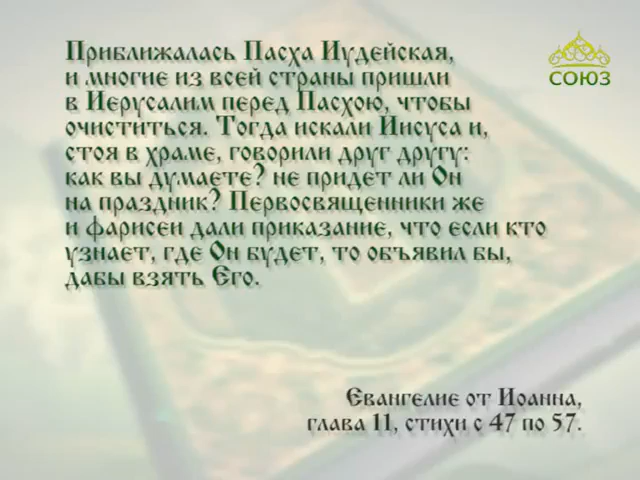 Приближалась Пасха Иудейская,
и многие из всей страны пришли
в Иерусалим перед Пасхою, чтобы
очиститься. Тогда искали Иисуса и,
стоя в храме, говорили друг другу:
как вы думаете? не придет ли Он
на праздник? Первосвященники же
и фарисеи дали приказание, что если кто
узнает, где Он будет, то объявил бы,
дабы взять Его.
СОЮЗ
Евангелие от Иоанна,
глава 11, стихи с 47 по 57.